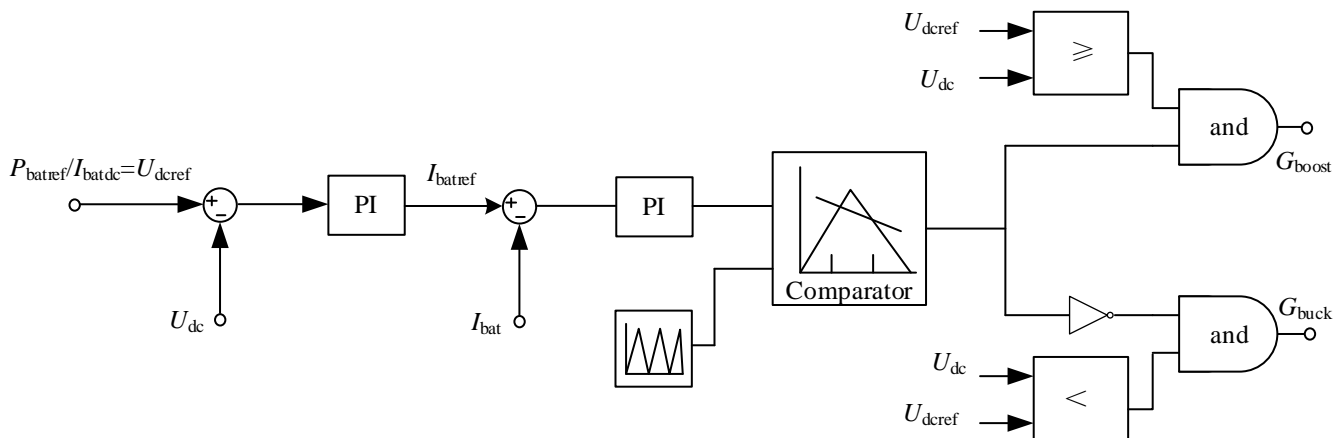 U_dcref
≥
U_dc
and
G_boost
P_batref/I_batdc=U_dcref
+
−
PI
I_batref
+
−
PI
Comparator
U_dc
I_bat
G_buck
and
U_dc
<
U_dcref